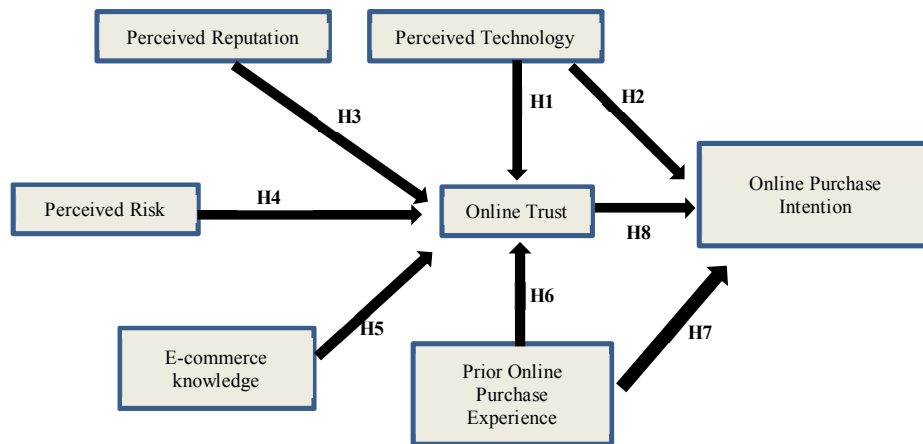 Perceived Reputation
Perceived Technology
H1
H2
H3
Online Purchase
Intention
Perceived Risk
H4
Online Trust
H8
H6
H5
H7
E-commerce
knowledge
Prior Online
Purchase
Experience